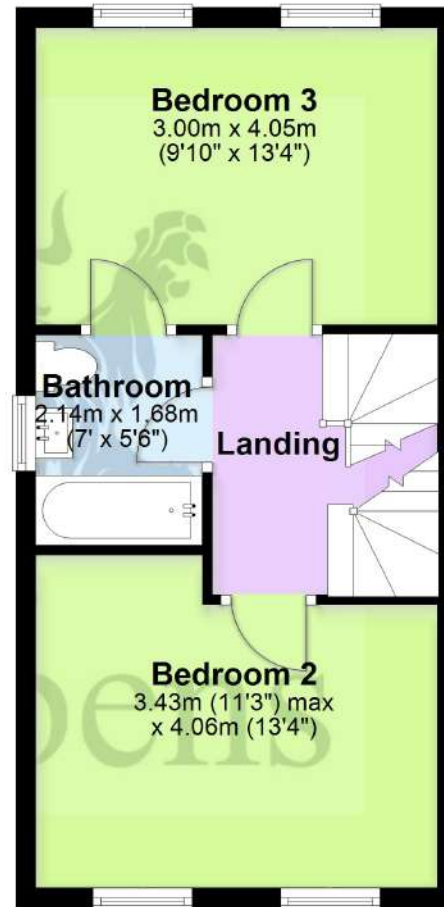 Bedroom 3
3.00m x 4.05m
(9'10" x 13'4")
Bathroom
2.14m x 1.68m
(7' x 5'6")
Landing
Bedroom 2
3.43m (11'3") max
x 4.06m (13'4")
pens